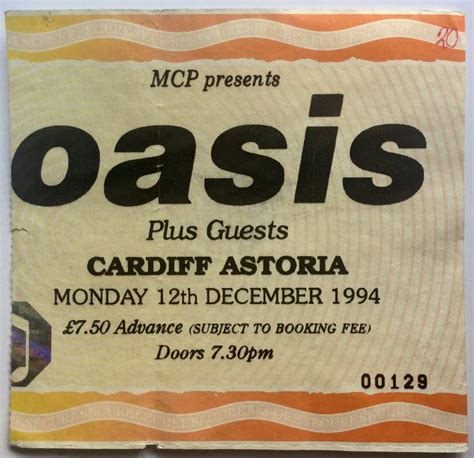 20
MCP presents
oasis
Plus Guests
CARDIFF ASTORIA
MONDAY 12th DECEMBER 1994
£7.50 Advance (SUBJECT TO BOOKING FEE)
Doors 7.30pm
00129